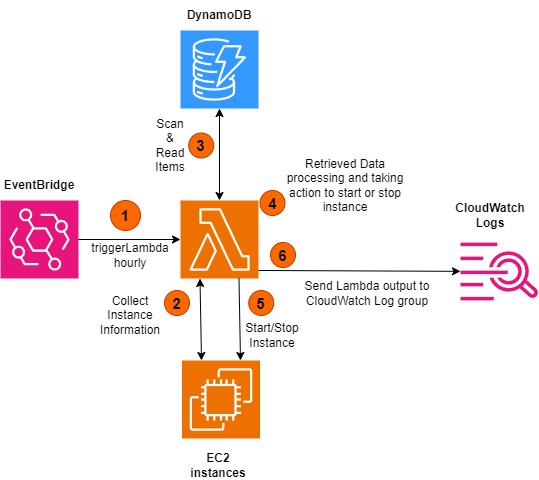 DynamoDB
Scan
&
Read
Items
3
Retrieved Data
processing and taking
action to start or stop
instance
4
EventBridge
1
triggerLambda
hourly
CloudWatch
Logs
6
Send Lambda output to
CloudWatch Log group
Collect
Instance
Information
2
5
Start/Stop
Instance
EC2
instances